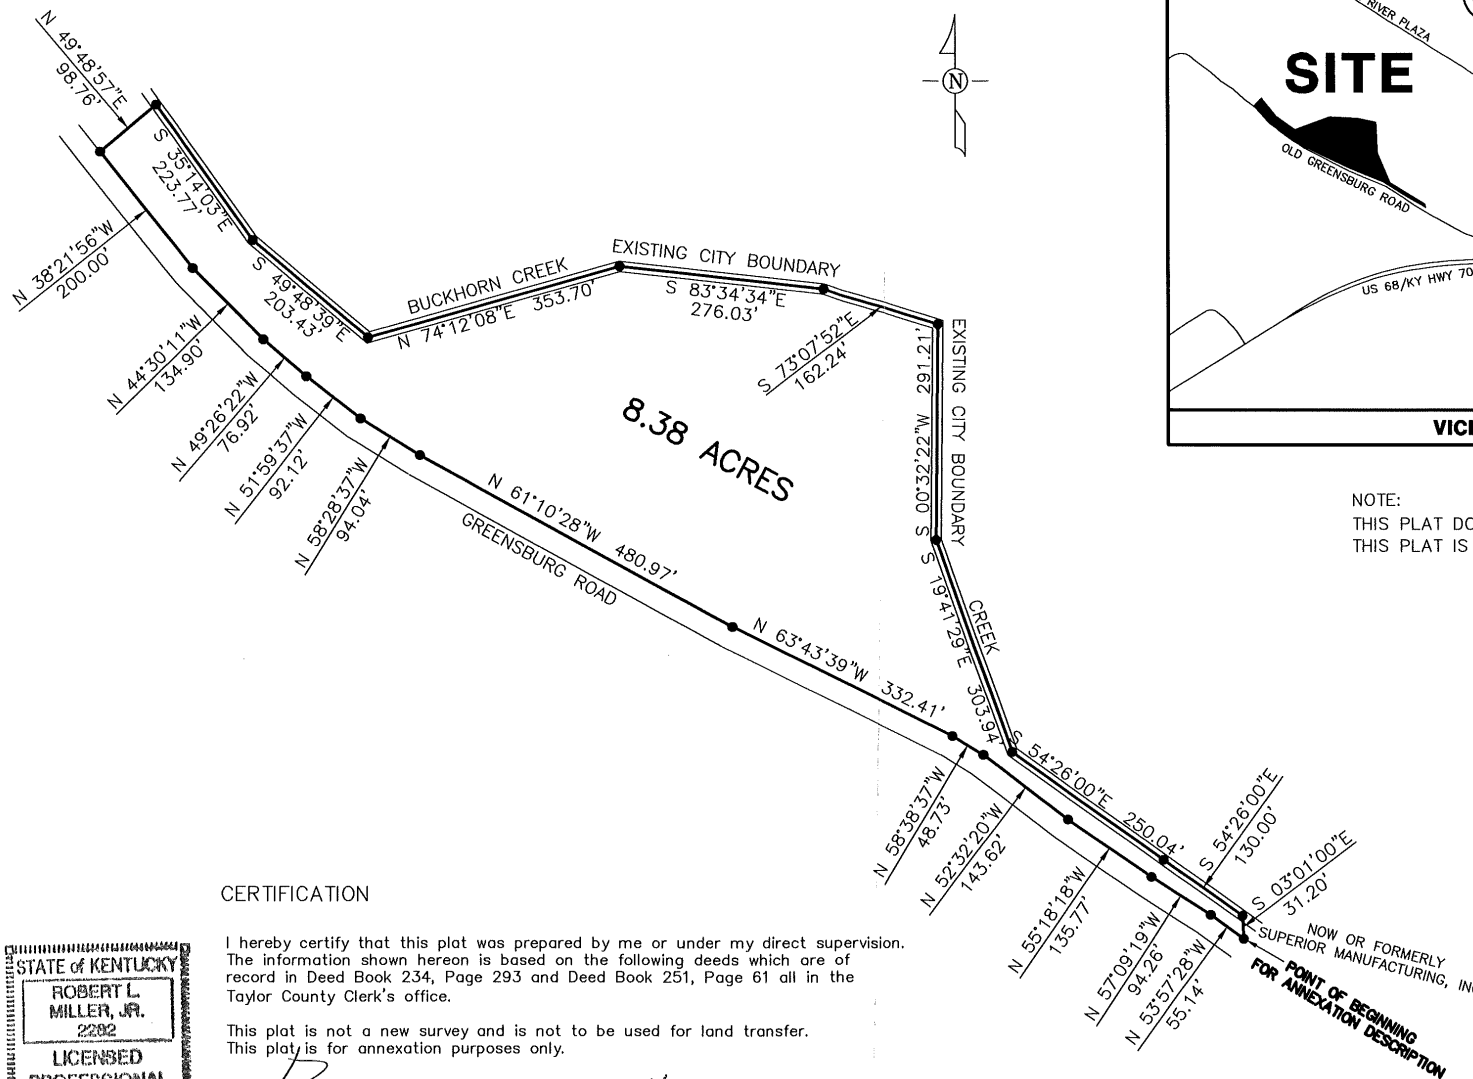 N 49°48'57"E
98.76'
S 35°14'03"E
223.77'
N 38°21'56"W
200.00'
S 49°48'39"E
203.43'
BUCKHORN CREEK
N 74°12'08"E 353.70'
EXISTING CITY BOUNDARY
S 83°34'34"E
276.03'
S 73°07'52"E
162.24'
S 00°32'22"W 291.21'
EXISTING CITY BOUNDARY
N
RIVER PLAZA
SITE
OLD GREENSBURG ROAD
US 68/KY HWY 70
VICI
N 44°30'11"W
134.90'
N 49°26'22"W
76.92'
N 51°59'37"W
92.12'
N 58°28'37"W
94.04'
8.38 ACRES
N 61°10'28"W 480.97'
GREENSBURG ROAD
NOTE:
THIS PLAT DO
THIS PLAT IS
S 19°41'29"E 303.94'
CREEK
N 63°43'39"W 332.41'
S 54°26'00"E 250.04'
S 54°26'00"E
130.00'
S 03°01'00"E
31.20'
N 58°38'37"W
48.73'
N 52°32'20"W
143.62'
N 55°18'18"W
135.77'
N 57°09'19"W
94.26'
N 53°57'28"W
55.14'
NOW OR FORMERLY
SUPERIOR MANUFACTURING, INC
POINT OF BEGINNING
FOR ANNEXATION DESCRIPTION
CERTIFICATION
I hereby certify that this plat was prepared by me or under my direct supervision.
The information shown hereon is based on the following deeds which are of
record in Deed Book 234, Page 293 and Deed Book 251, Page 61 all in the
Taylor County Clerk's office.
This plat is not a new survey and is not to be used for land transfer.
This plat is for annexation purposes only.
STATE of KENTUCKY
ROBERT L.
MILLER, JR.
2282
LICENSED
PROFESSIONAL